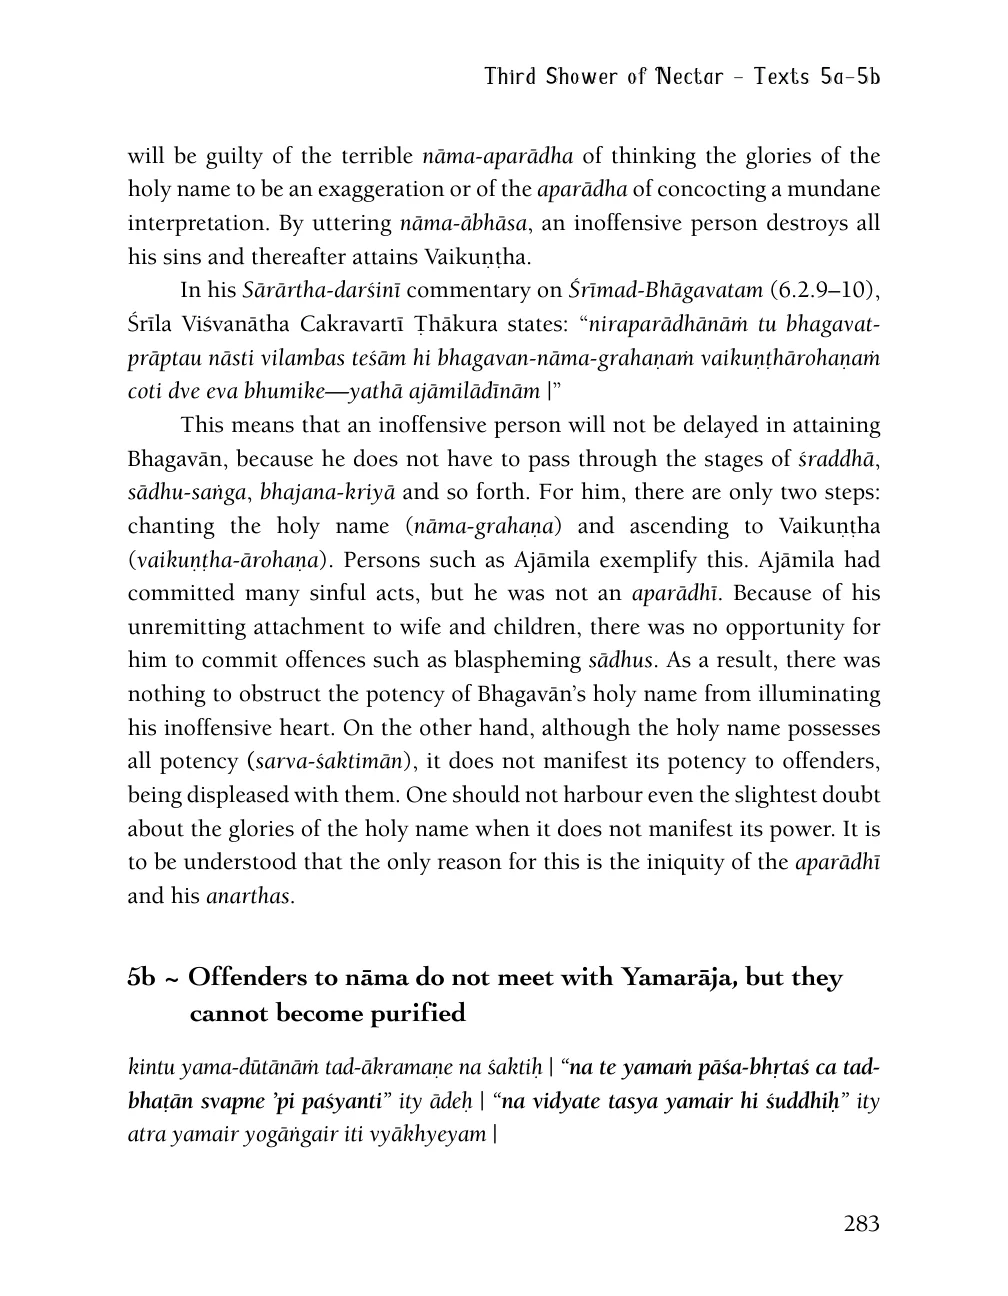 Third Shower of Nectar – Texts 5a–5b
will be guilty of the terrible nāma-aparādha of thinking the glories of the
holy name to be an exaggeration or of the aparādha of concocting a mundane
interpretation. By uttering nāma-ābhāsa, an inoffensive person destroys all
his sins and thereafter attains Vaikuṇṭha.
In his Sārārtha-darśinī commentary on Śrīmad-Bhāgavatam (6.2.9–10),
Śrīla Viśvanātha Cakravartī Ṭhākura states: “niraparādhānāṁ tu bhagavat-
prāptau nāsti vilambas teśām hi bhagavan-nāma-grahaṇaṁ vaikuṇṭhārohaṇaṁ
coti dve eva bhumike—yathā ajāmilādīnām |”
This means that an inoffensive person will not be delayed in attaining
Bhagavān, because he does not have to pass through the stages of śraddhā,
sādhu-saṅga, bhajana-kriyā and so forth. For him, there are only two steps:
chanting the holy name (nāma-grahaṇa) and ascending to Vaikuṇṭha
(vaikuṇṭha-ārohaṇa). Persons such as Ajāmila exemplify this. Ajāmila had
committed many sinful acts, but he was not an aparādhī. Because of his
unremitting attachment to wife and children, there was no opportunity for
him to commit offences such as blaspheming sādhus. As a result, there was
nothing to obstruct the potency of Bhagavān’s holy name from illuminating
his inoffensive heart. On the other hand, although the holy name possesses
all potency (sarva-śaktimān), it does not manifest its potency to offenders,
being displeased with them. One should not harbour even the slightest doubt
about the glories of the holy name when it does not manifest its power. It is
to be understood that the only reason for this is the iniquity of the aparādhī
and his anarthas.
5b ~ Offenders to nāma do not meet with Yamarāja, but they
cannot become purified
kintu yama-dūtānāṁ tad-ākramaṇe na śaktiḥ | “na te yamaṁ pāśa-bhṛtaś ca tad-
bhaṭān svapne ’pi paśyanti” ity ādeḥ | “na vidyate tasya yamair hi śuddhiḥ” ity
atra yamair yogāṅgair iti vyākhyeyam |
283